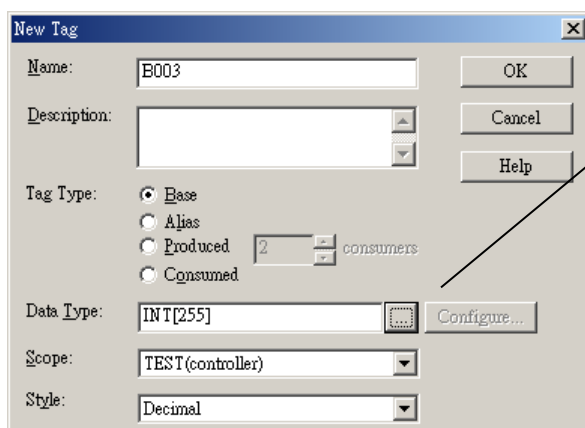 New Tag
Name: B003 OK
Description: Cancel
Help
Tag Type: Base
Alias
Produced 2 consumers
Consumed
Data Type: INT[255] ... Configure...
Scope: TEST(controller)
Style: Decimal